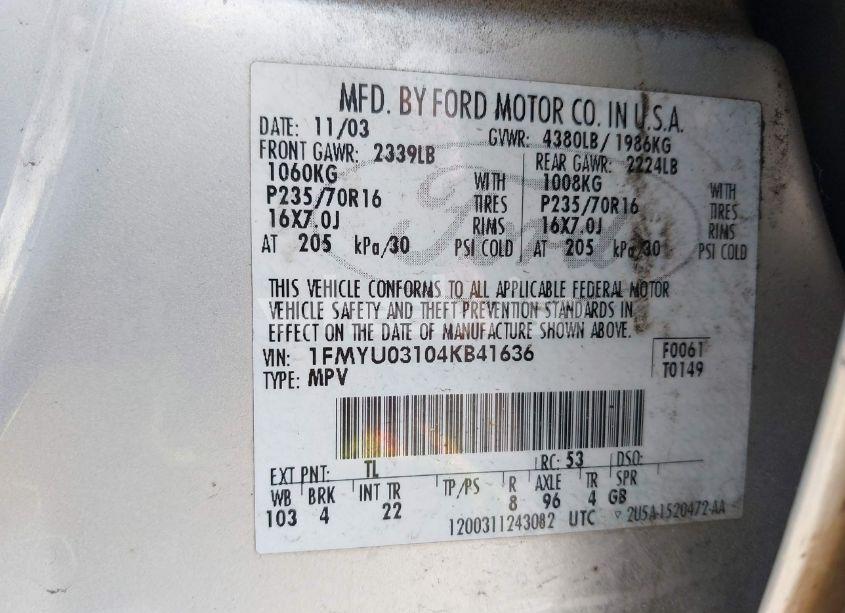 MFD. BY FORD MOTOR CO. IN U.S.A.
DATE: 11/03 GVWR: 4380LB/ 1986KG
FRONT GAWR: 2339LB REAR GAWR: 2224LB
1060KG WITH 1008KG WITH
P235/70R16 TIRES P235/70R16 TIRES
16X7.0J RIMS 16X7.0J RIMS
AT 205 kPa/30 PSI COLD AT 205 kPa/30 PSI COLD
Ford
THIS VEHICLE CONFORMS TO ALL APPLICABLE FEDERAL MOTOR
VEHICLE SAFETY AND THEFT PREVENTION STANDARDS IN
EFFECT ON THE DATE OF MANUFACTURE SHOWN ABOVE.
VIN: 1FMYU03104KB41636 F0061
TYPE: MPV T0149
EXT PNT: TL RC: 53 DSO:
WB BRK INT TR TP/PS R AXLE TR SPR
103 4 22 8 96 4 GB
1200311243082 UTC 2U5A-1520472-AA